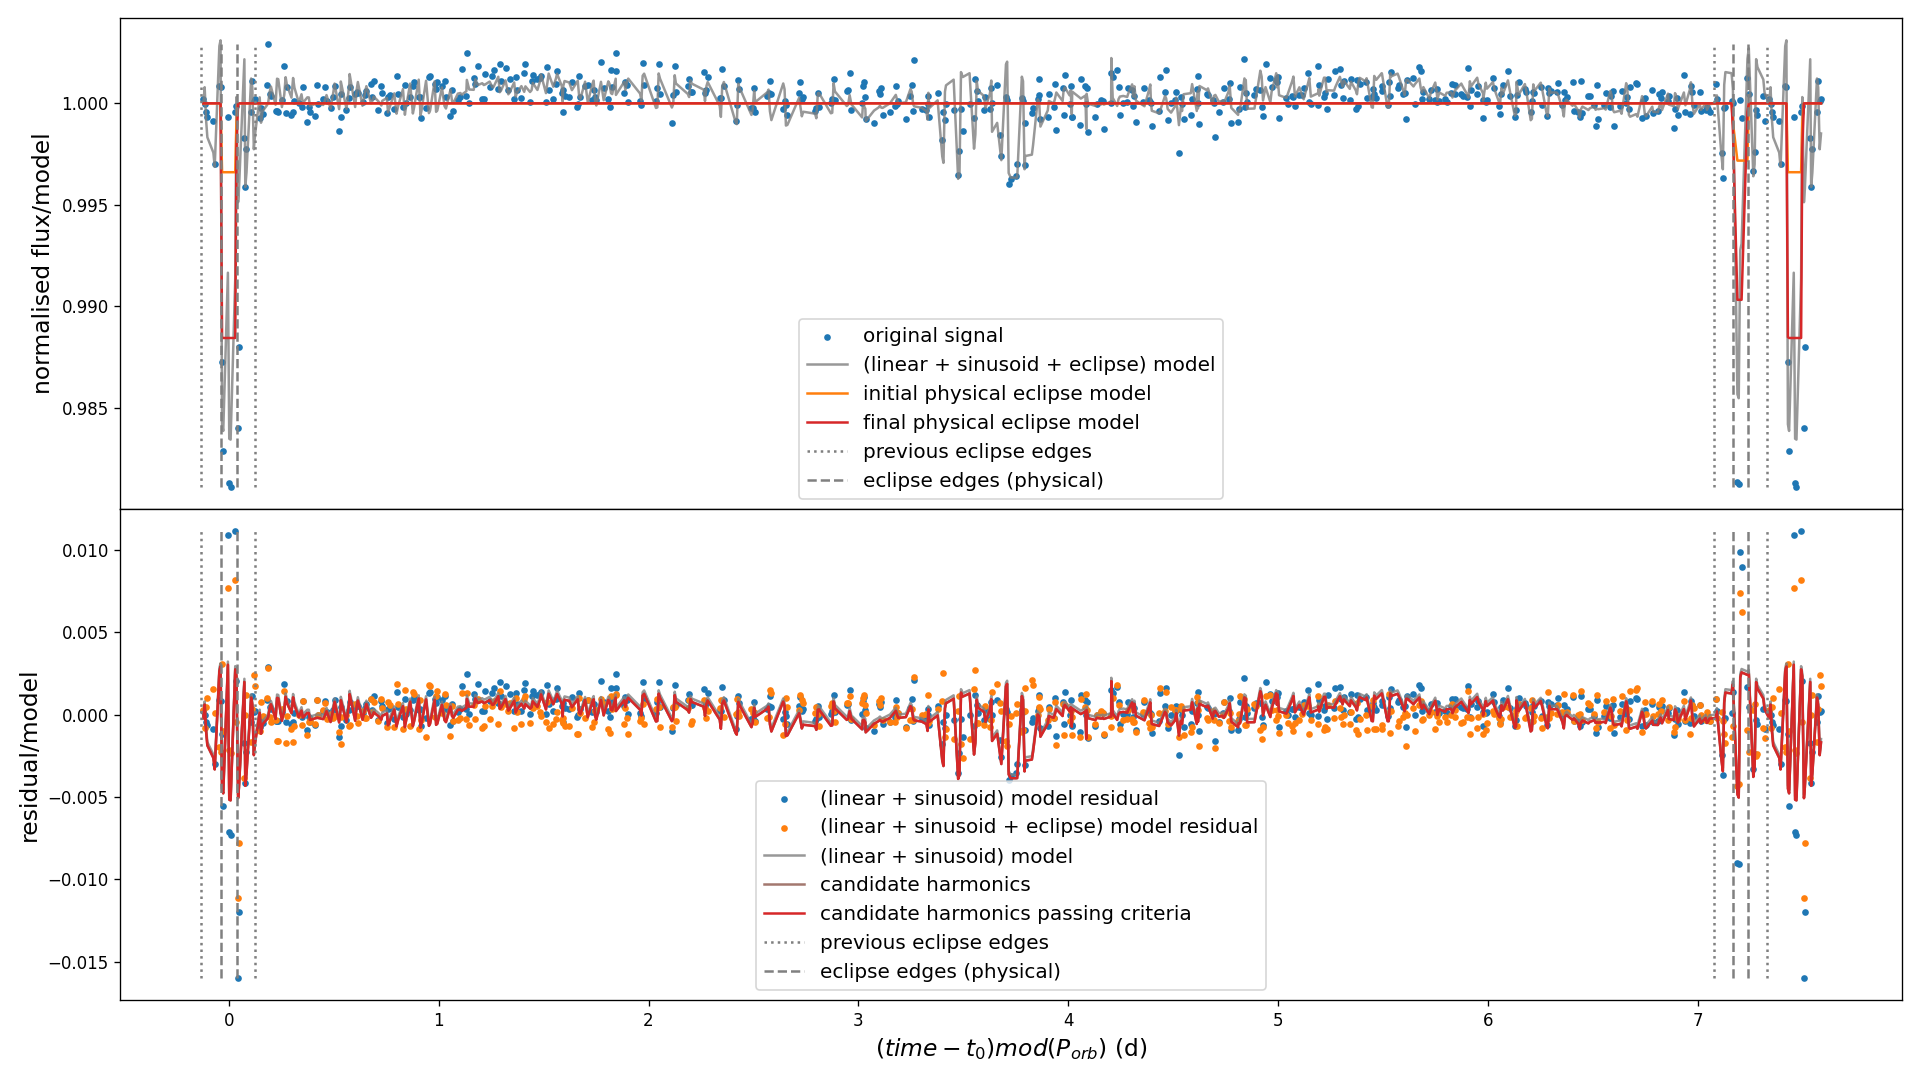 normalised flux/model
1.000
0.995
0.990
0.985
original signal
(linear + sinusoid + eclipse) model
initial physical eclipse model
final physical eclipse model
previous eclipse edges
eclipse edges (physical)
residual/model
0.010
0.005
0.000
−0.005
−0.010
−0.015
(linear + sinusoid) model residual
(linear + sinusoid + eclipse) model residual
(linear + sinusoid) model
candidate harmonics
candidate harmonics passing criteria
previous eclipse edges
eclipse edges (physical)
0 1 2 3 4 5 6 7
(time − t₀)mod(P_orb) (d)